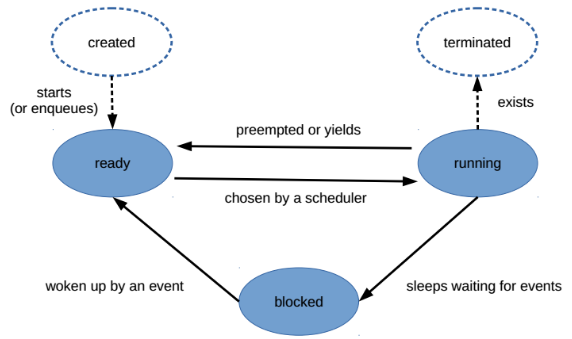 created
terminated
starts
(or enqueues)
exists
preempted or yields
ready
running
chosen by a scheduler
woken up by an event
blocked
sleeps waiting for events